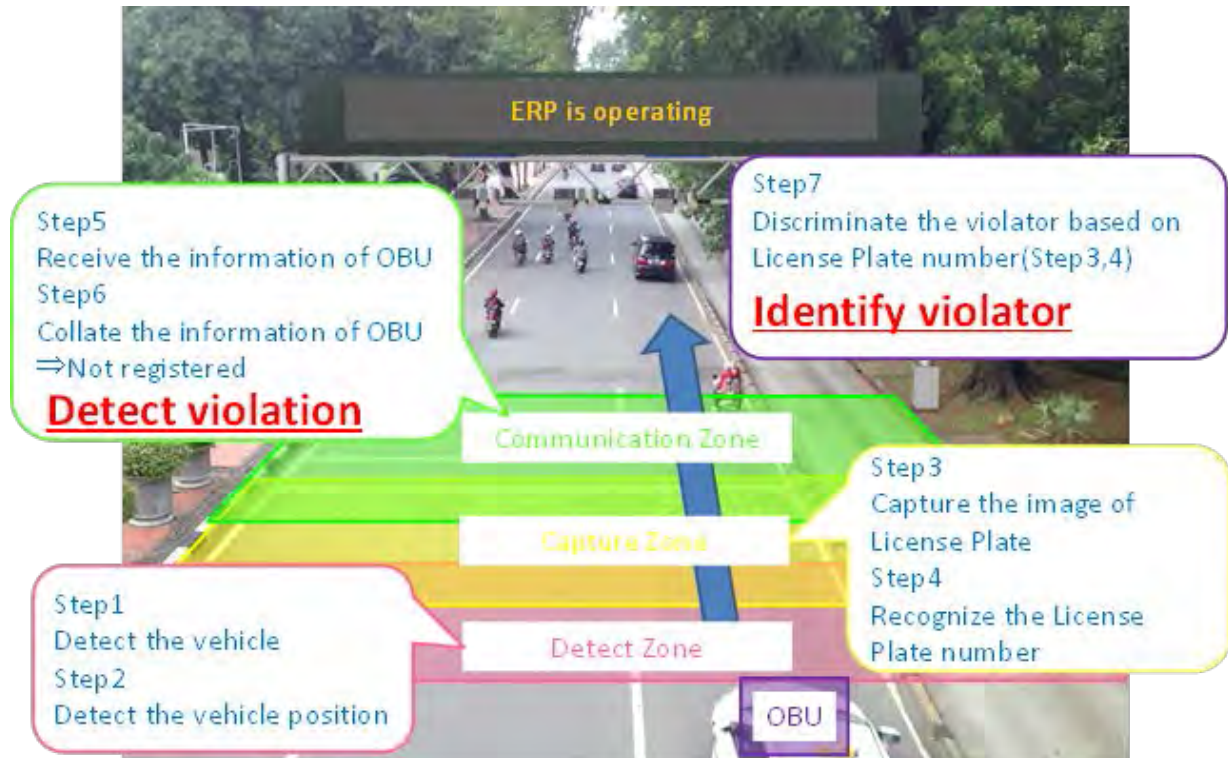 ERP is operating
Step5
Receive the information of OBU
Step6
Collate the information of OBU
⇒Not registered
Detect violation
Step7
Discriminate the violator based on
License Plate number(Step3,4)
Identify violator
Communication Zone
Step3
Capture the image of
License Plate
Step4
Recognize the License
Plate number
Capture Zone
Step1
Detect the vehicle
Step2
Detect the vehicle position
Detect Zone
OBU